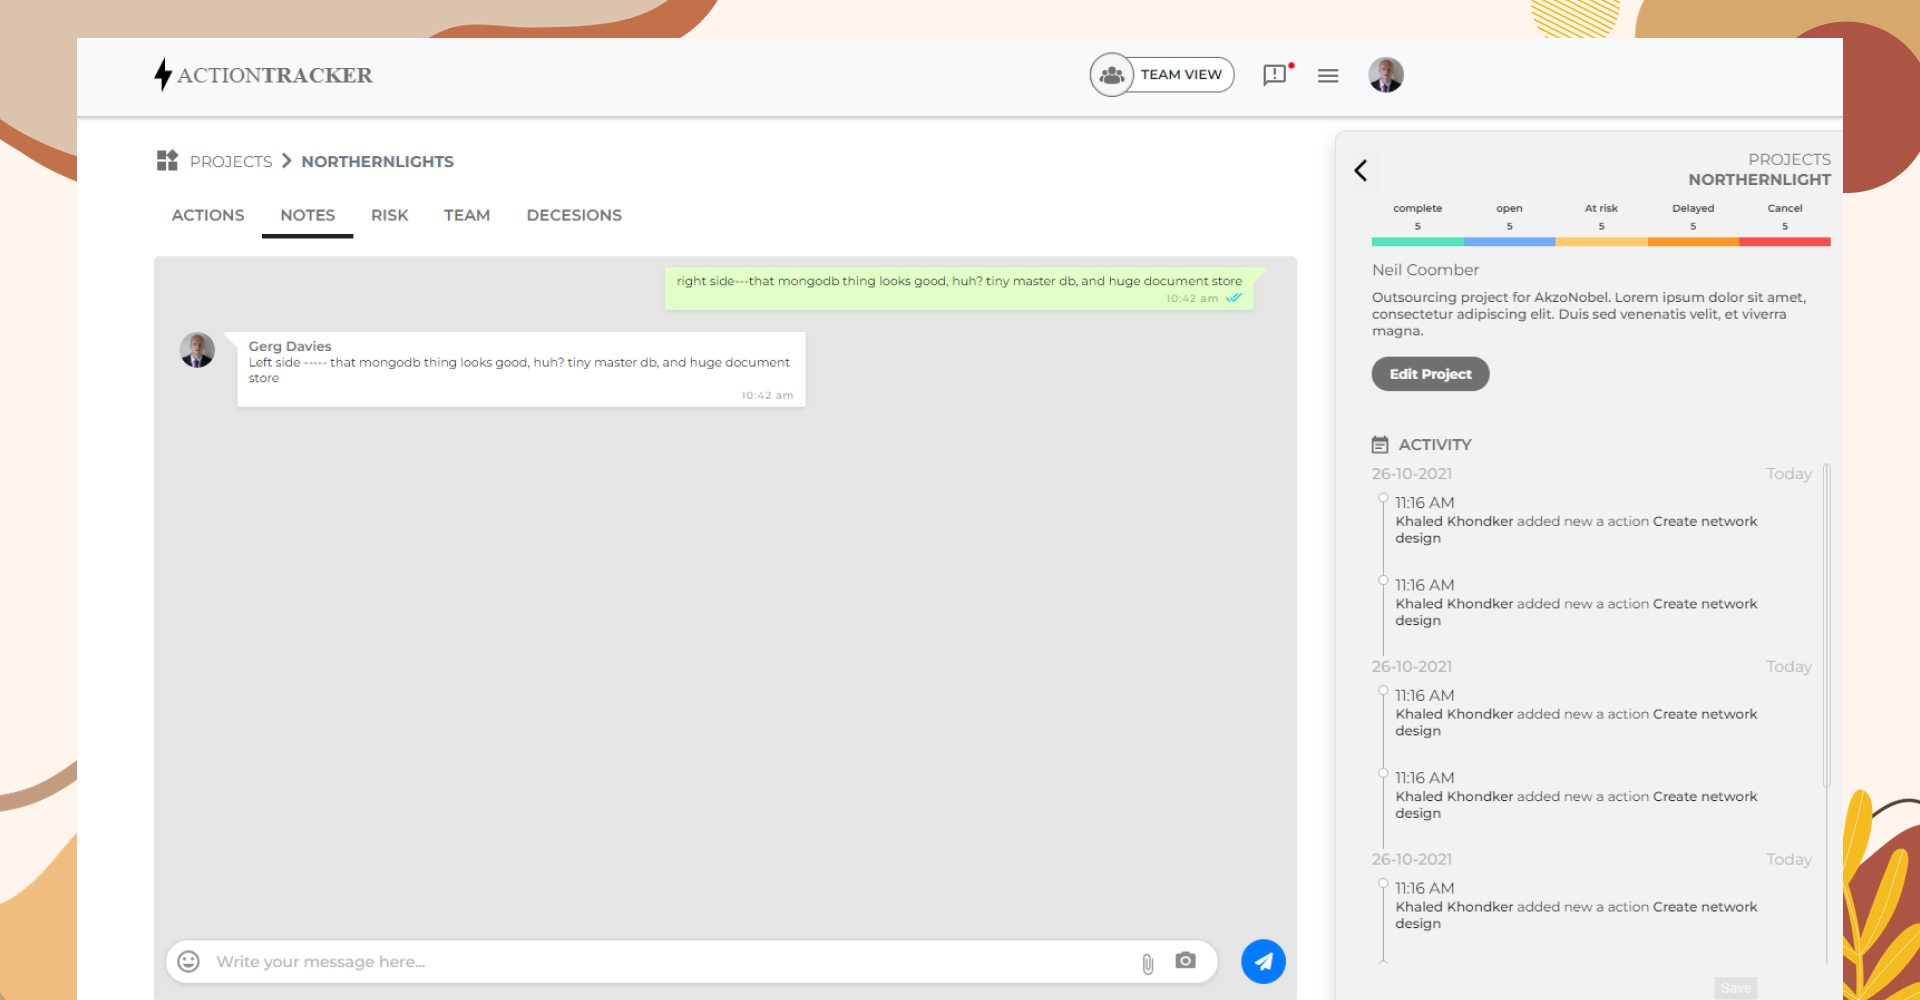 ACTIONTRACKER
TEAM VIEW
PROJECTS NORTHERNLIGHTS
ACTIONS NOTES RISK TEAM DECESIONS
right side---that mongodb thing looks good, huh? tiny master db, and huge document store
10:42 am
Gerg Davies
Left side ----- that mongodb thing looks good, huh? tiny master db, and huge document
store
10:42 am
Write your message here...
PROJECTS
NORTHERNLIGHT
complete open At risk Delayed Cancel
5 5 5 5 5
Neil Coomber
Outsourcing project for AkzoNobel. Lorem ipsum dolor sit amet,
consectetur adipiscing elit. Duis sed venenatis velit, et viverra
magna.
Edit Project
ACTIVITY
26-10-2021 Today
11:16 AM
Khaled Khondker added new a action Create network
design
11:16 AM
Khaled Khondker added new a action Create network
design
26-10-2021 Today
11:16 AM
Khaled Khondker added new a action Create network
design
11:16 AM
Khaled Khondker added new a action Create network
design
26-10-2021 Today
11:16 AM
Khaled Khondker added new a action Create network
design
Save